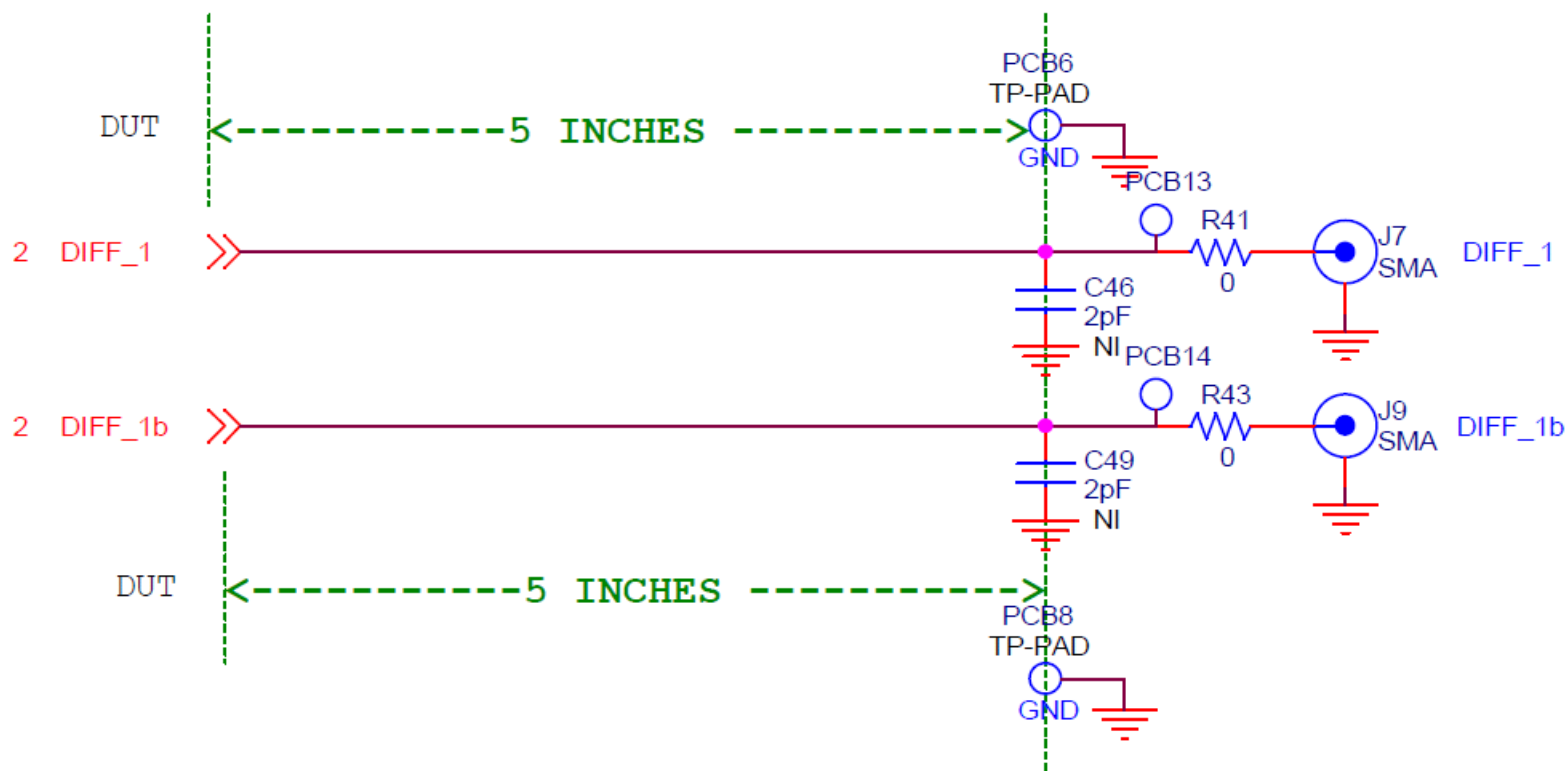 PCB6
TP-PAD
DUT
<-----------5 INCHES ----------->
GND
PCB13
R41
J7
2 DIFF_1
DIFF_1
SMA
0
C46
2pF
NI
PCB14
R43
J9
2 DIFF_1b
DIFF_1b
SMA
0
C49
2pF
NI
DUT
<-----------5 INCHES ----------->
PCB8
TP-PAD
GND